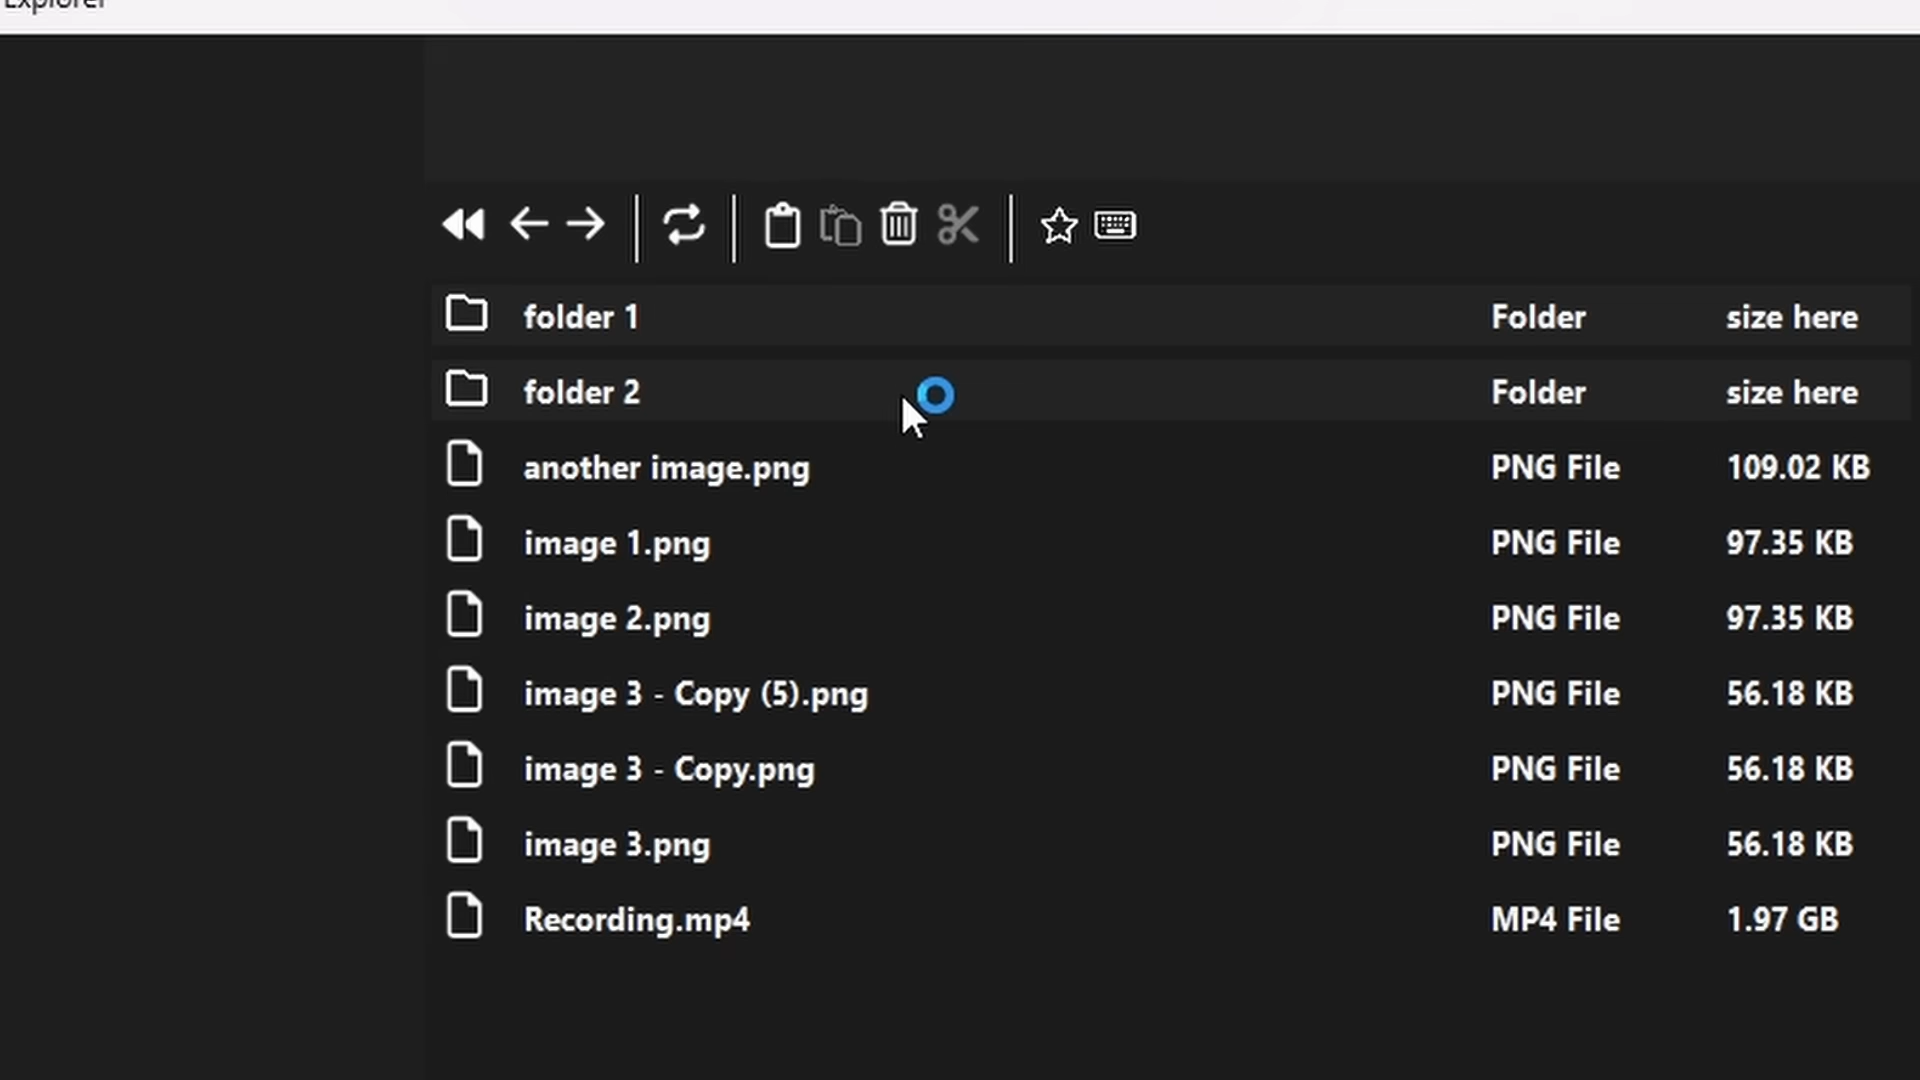 Explorer
folder 1 Folder size here
folder 2 Folder size here
another image.png PNG File 109.02 KB
image 1.png PNG File 97.35 KB
image 2.png PNG File 97.35 KB
image 3 - Copy (5).png PNG File 56.18 KB
image 3 - Copy.png PNG File 56.18 KB
image 3.png PNG File 56.18 KB
Recording.mp4 MP4 File 1.97 GB